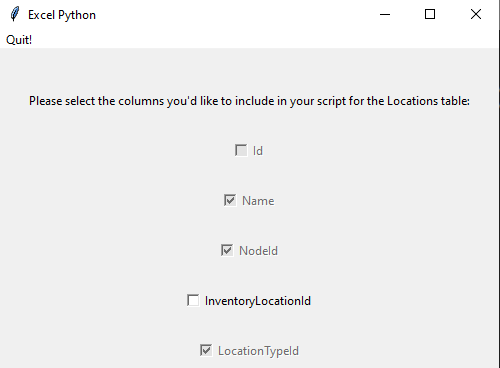 Excel Python
Quit!
Please select the columns you'd like to include in your script for the Locations table:
Id
Name
NodeId
InventoryLocationId
LocationTypeId